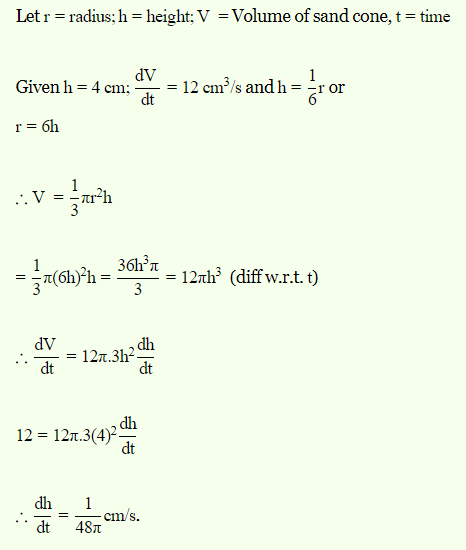 Let r = radius; h = height; V = Volume of sand cone, t = time
Given h = 4 cm; dV/dt = 12 cm³/s and h = 1/6 r or
r = 6h
∴ V = 1/3 πr²h
= 1/3 π(6h)²h = 36h³π/3 = 12πh³ (diff w.r.t. t)
∴ dV/dt = 12π.3h² dh/dt
12 = 12π.3(4)² dh/dt
∴ dh/dt = 1/48π cm/s.